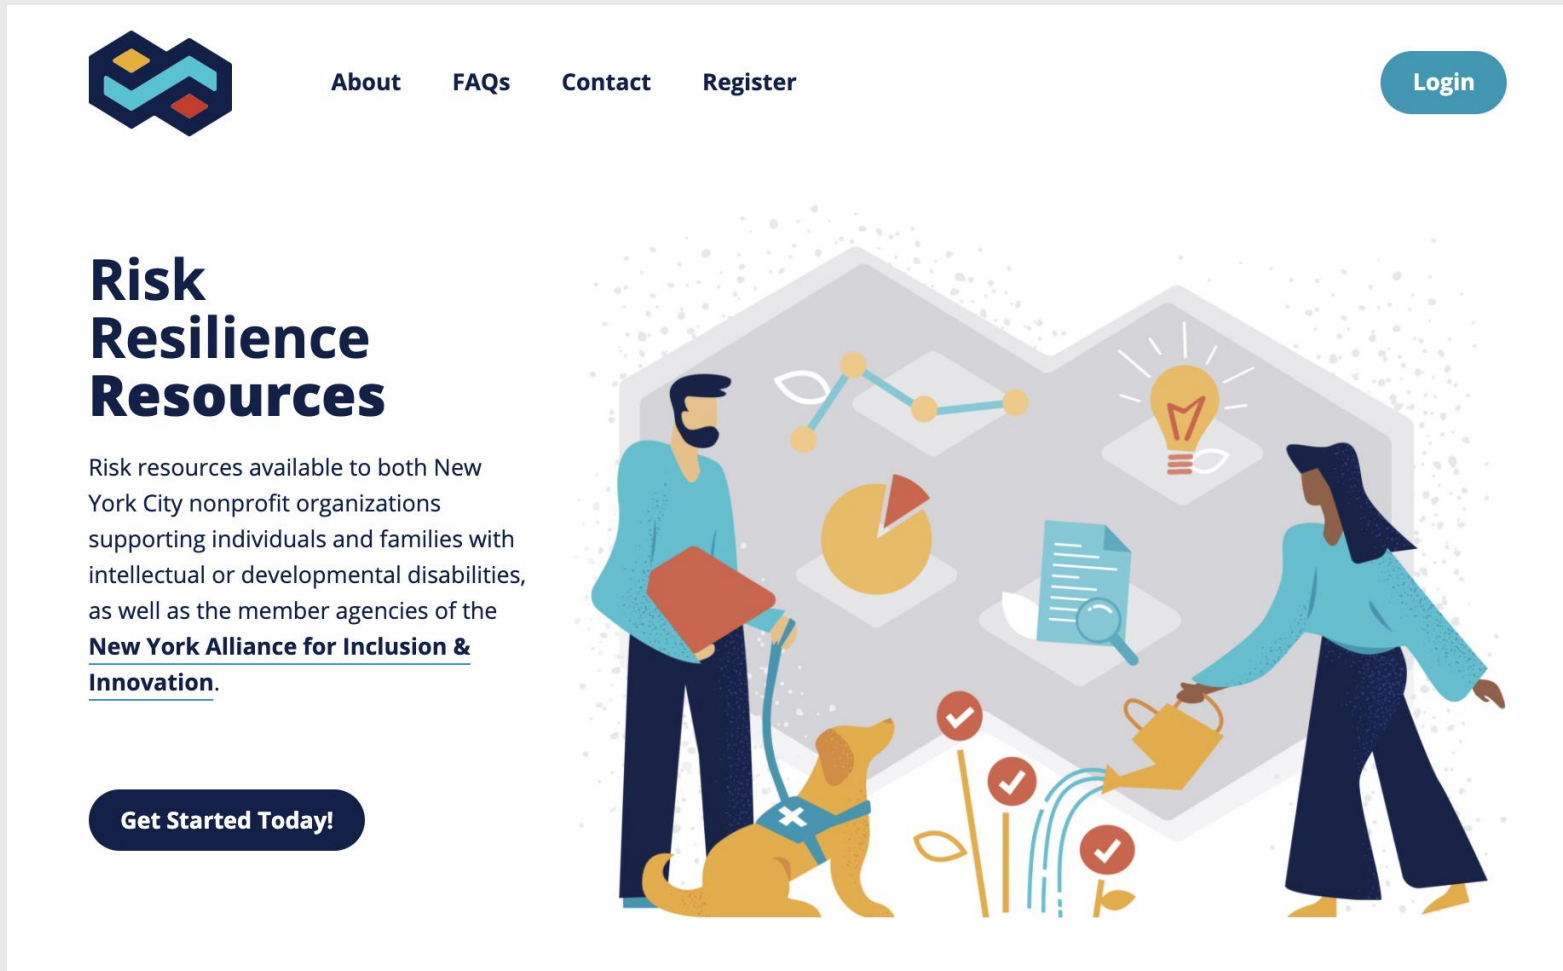 About
FAQs
Contact
Register
Login
Risk
Resilience
Resources
Risk resources available to both New
York City nonprofit organizations
supporting individuals and families with
intellectual or developmental disabilities,
as well as the member agencies of the
New York Alliance for Inclusion &
Innovation.
Get Started Today!